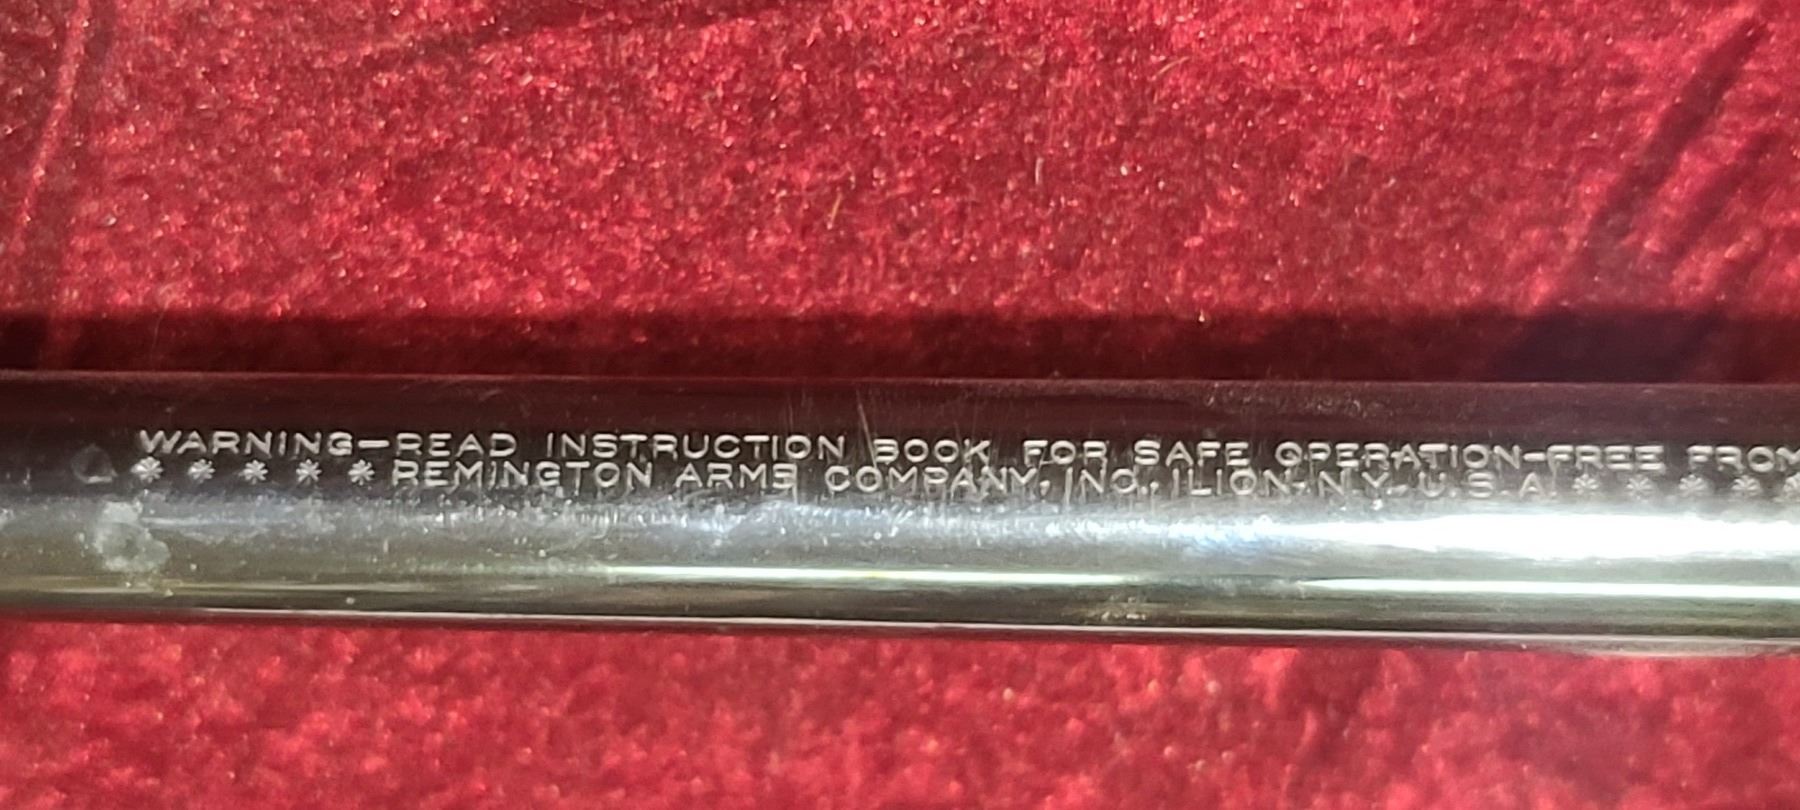 WARNING-READ INSTRUCTION BOOK FOR SAFE OPERATION-FREE FROM
* * * * * REMINGTON ARMS COMPANY, INC., ILION, N.Y., U.S.A. * * * * *